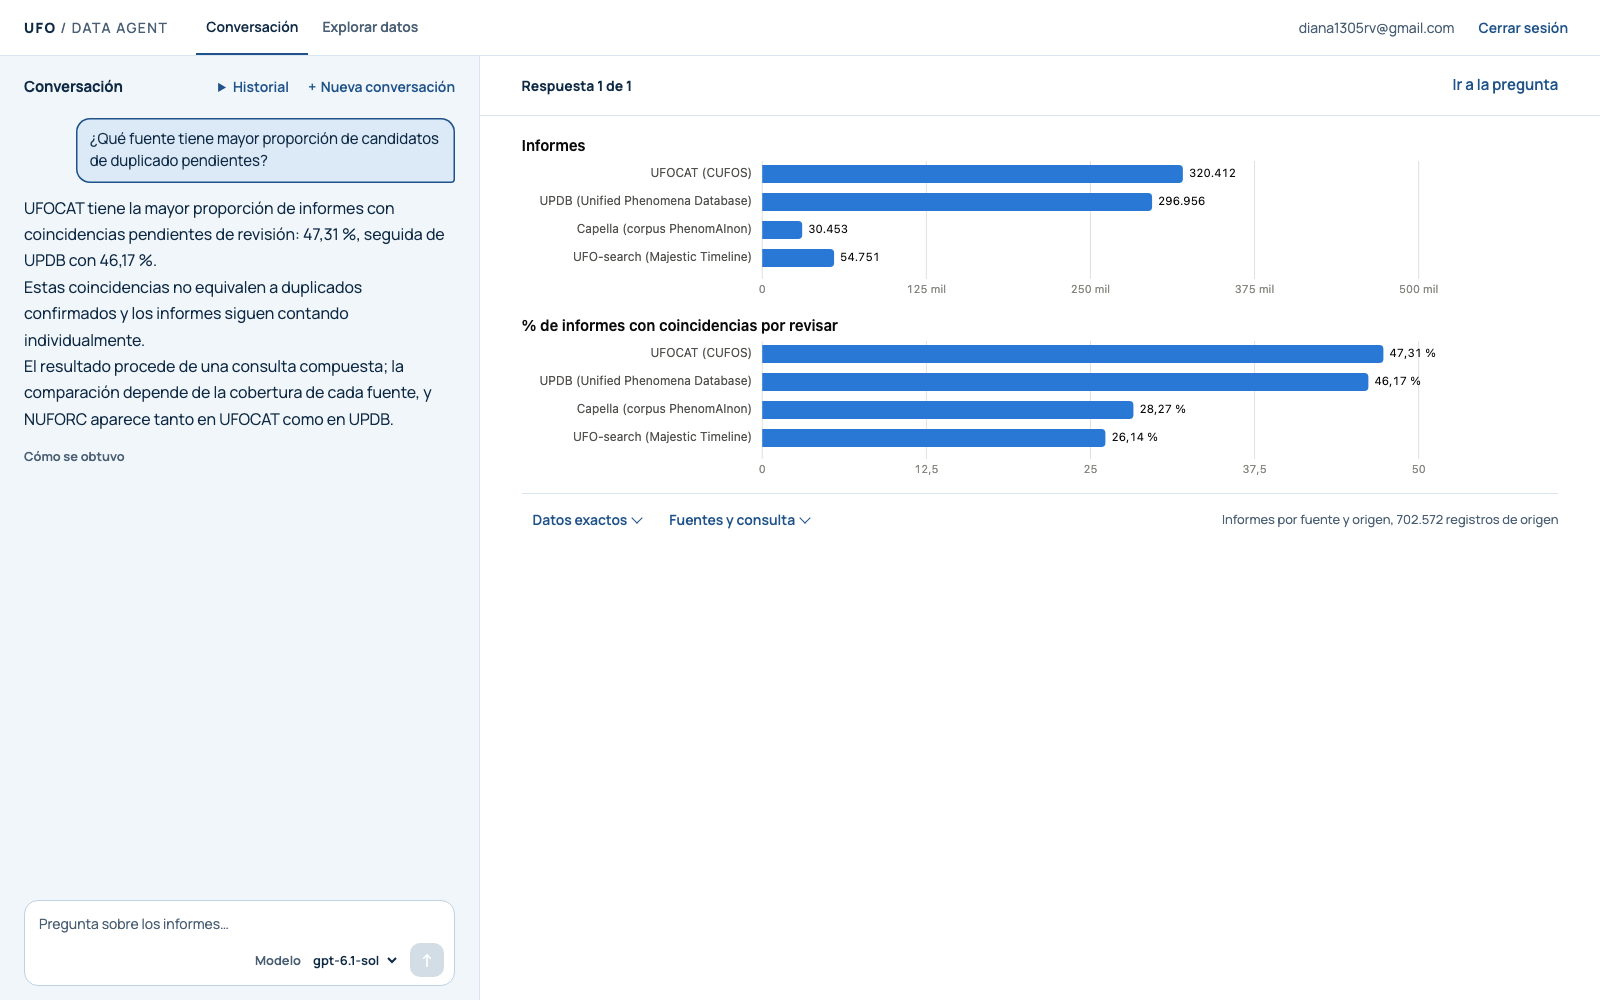 UFO / DATA AGENT
Conversación
Explorar datos
diana1305rv@gmail.com
Cerrar sesión
Conversación
▶ Historial
+ Nueva conversación
¿Qué fuente tiene mayor proporción de candidatos
de duplicado pendientes?
UFOCAT tiene la mayor proporción de informes con
coincidencias pendientes de revisión: 47,31 %, seguida de
UPDB con 46,17 %.
Estas coincidencias no equivalen a duplicados
confirmados y los informes siguen contando
individualmente.
El resultado procede de una consulta compuesta; la
comparación depende de la cobertura de cada fuente, y
NUFORC aparece tanto en UFOCAT como en UPDB.
Cómo se obtuvo
Pregunta sobre los informes…
Modelo gpt-6.1-sol
Respuesta 1 de 1
Ir a la pregunta
Informes
UFOCAT (CUFOS) 320.412
UPDB (Unified Phenomena Database) 296.956
Capella (corpus PhenomAInon) 30.453
UFO-search (Majestic Timeline) 54.751
0 125 mil 250 mil 375 mil 500 mil
% de informes con coincidencias por revisar
UFOCAT (CUFOS) 47,31 %
UPDB (Unified Phenomena Database) 46,17 %
Capella (corpus PhenomAInon) 28,27 %
UFO-search (Majestic Timeline) 26,14 %
0 12,5 25 37,5 50
Datos exactos
Fuentes y consulta
Informes por fuente y origen, 702.572 registros de origen